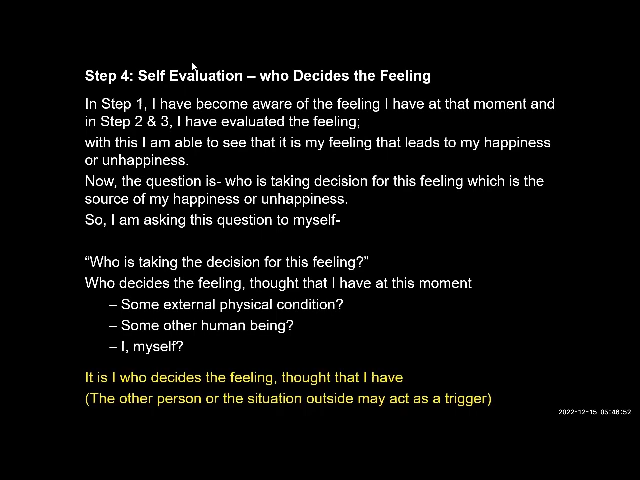 Step 4: Self Evaluation – who Decides the Feeling
In Step 1, I have become aware of the feeling I have at that moment and
in Step 2 & 3, I have evaluated the feeling;
with this I am able to see that it is my feeling that leads to my happiness
or unhappiness.
Now, the question is- who is taking decision for this feeling which is the
source of my happiness or unhappiness.
So, I am asking this question to myself-
“Who is taking the decision for this feeling?”
Who decides the feeling, thought that I have at this moment
– Some external physical condition?
– Some other human being?
– I, myself?
It is I who decides the feeling, thought that I have
(The other person or the situation outside may act as a trigger)
2022-12-15 05:46:52